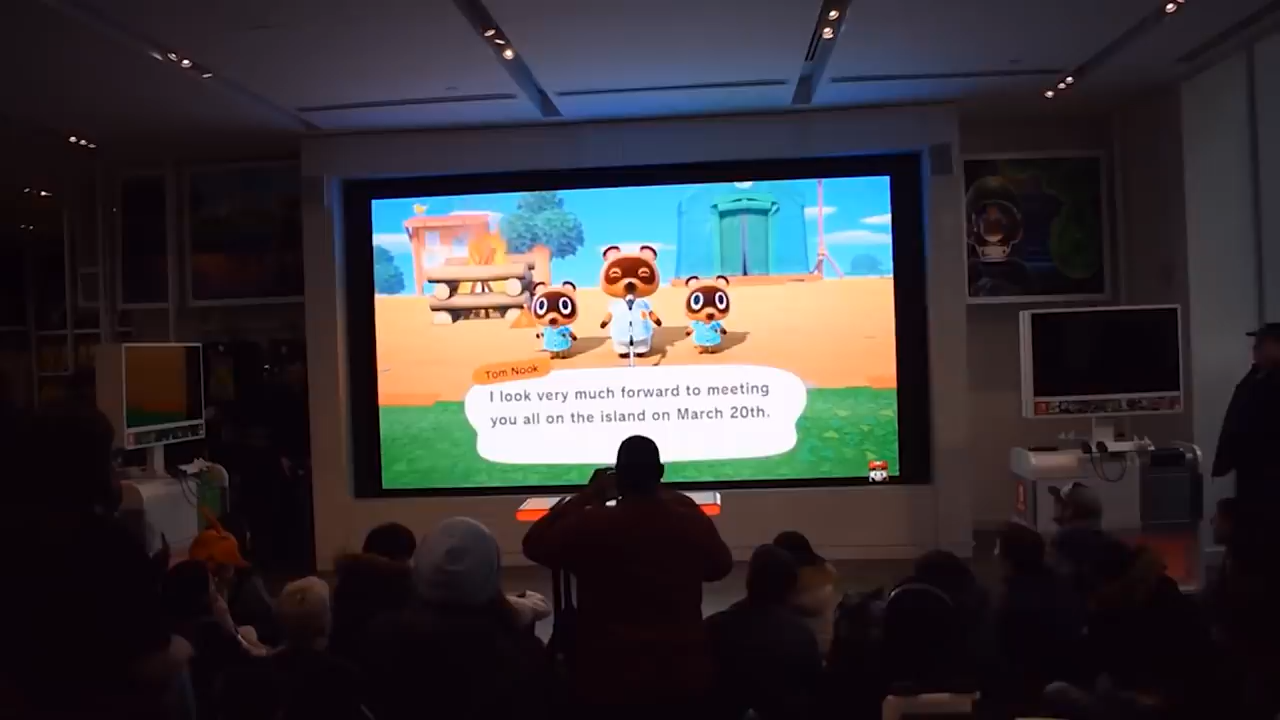 Tom Nook
I look very much forward to meeting
you all on the island on March 20th.